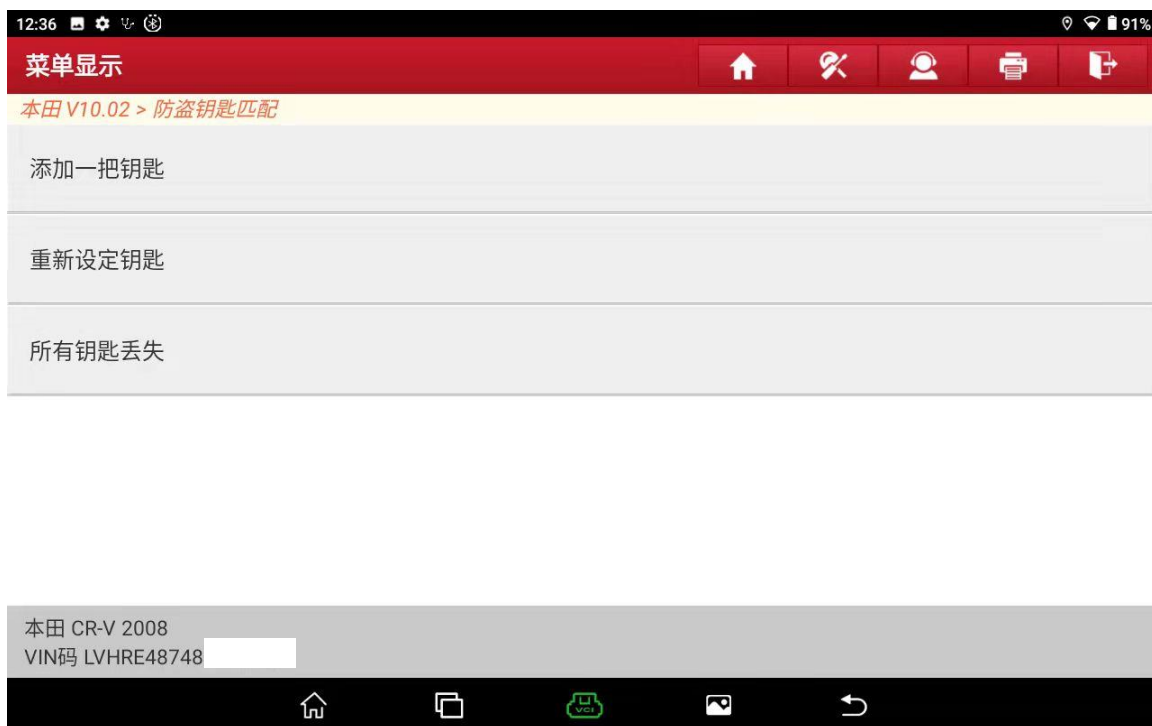 12:36
91%
菜单显示
本田 V10.02 > 防盗钥匙匹配
添加一把钥匙
重新设定钥匙
所有钥匙丢失
本田 CR-V 2008
VIN码 LVHRE48748
VCI